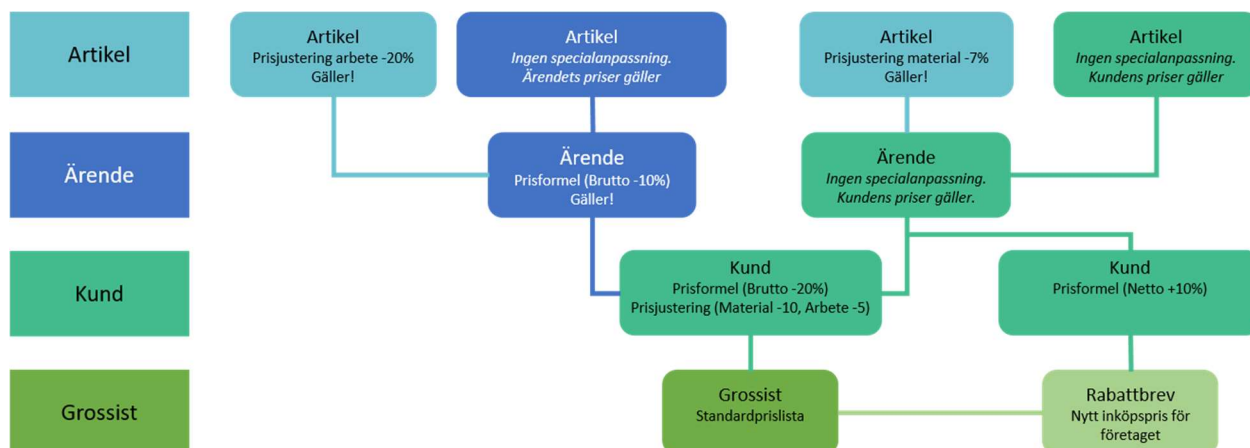 Artikel
Artikel
Prisjustering arbete -20%
Gäller!
Artikel
Ingen specialanpassning.
Ärendets priser gäller
Artikel
Prisjustering material -7%
Gäller!
Artikel
Ingen specialanpassning.
Kundens priser gäller
Ärende
Ärende
Prisformel (Brutto -10%)
Gäller!
Ärende
Ingen specialanpassning.
Kundens priser gäller.
Kund
Kund
Prisformel (Brutto -20%)
Prisjustering (Material -10, Arbete -5)
Kund
Prisformel (Netto +10%)
Grossist
Grossist
Standardprislista
Rabattbrev
Nytt inköpspris för
företaget